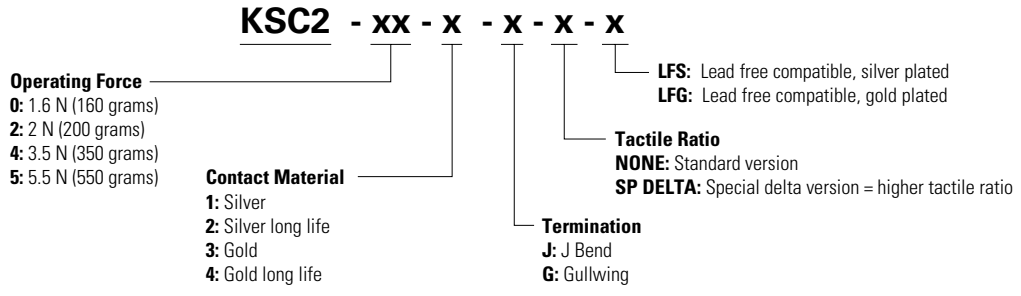 KSC2 - xx - x - x - x - x
Operating Force
0: 1.6 N (160 grams)
2: 2 N (200 grams)
4: 3.5 N (350 grams)
5: 5.5 N (550 grams)
Contact Material
1: Silver
2: Silver long life
3: Gold
4: Gold long life
Termination
J: J Bend
G: Gullwing
Tactile Ratio
NONE: Standard version
SP DELTA: Special delta version = higher tactile ratio
LFS: Lead free compatible, silver plated
LFG: Lead free compatible, gold plated